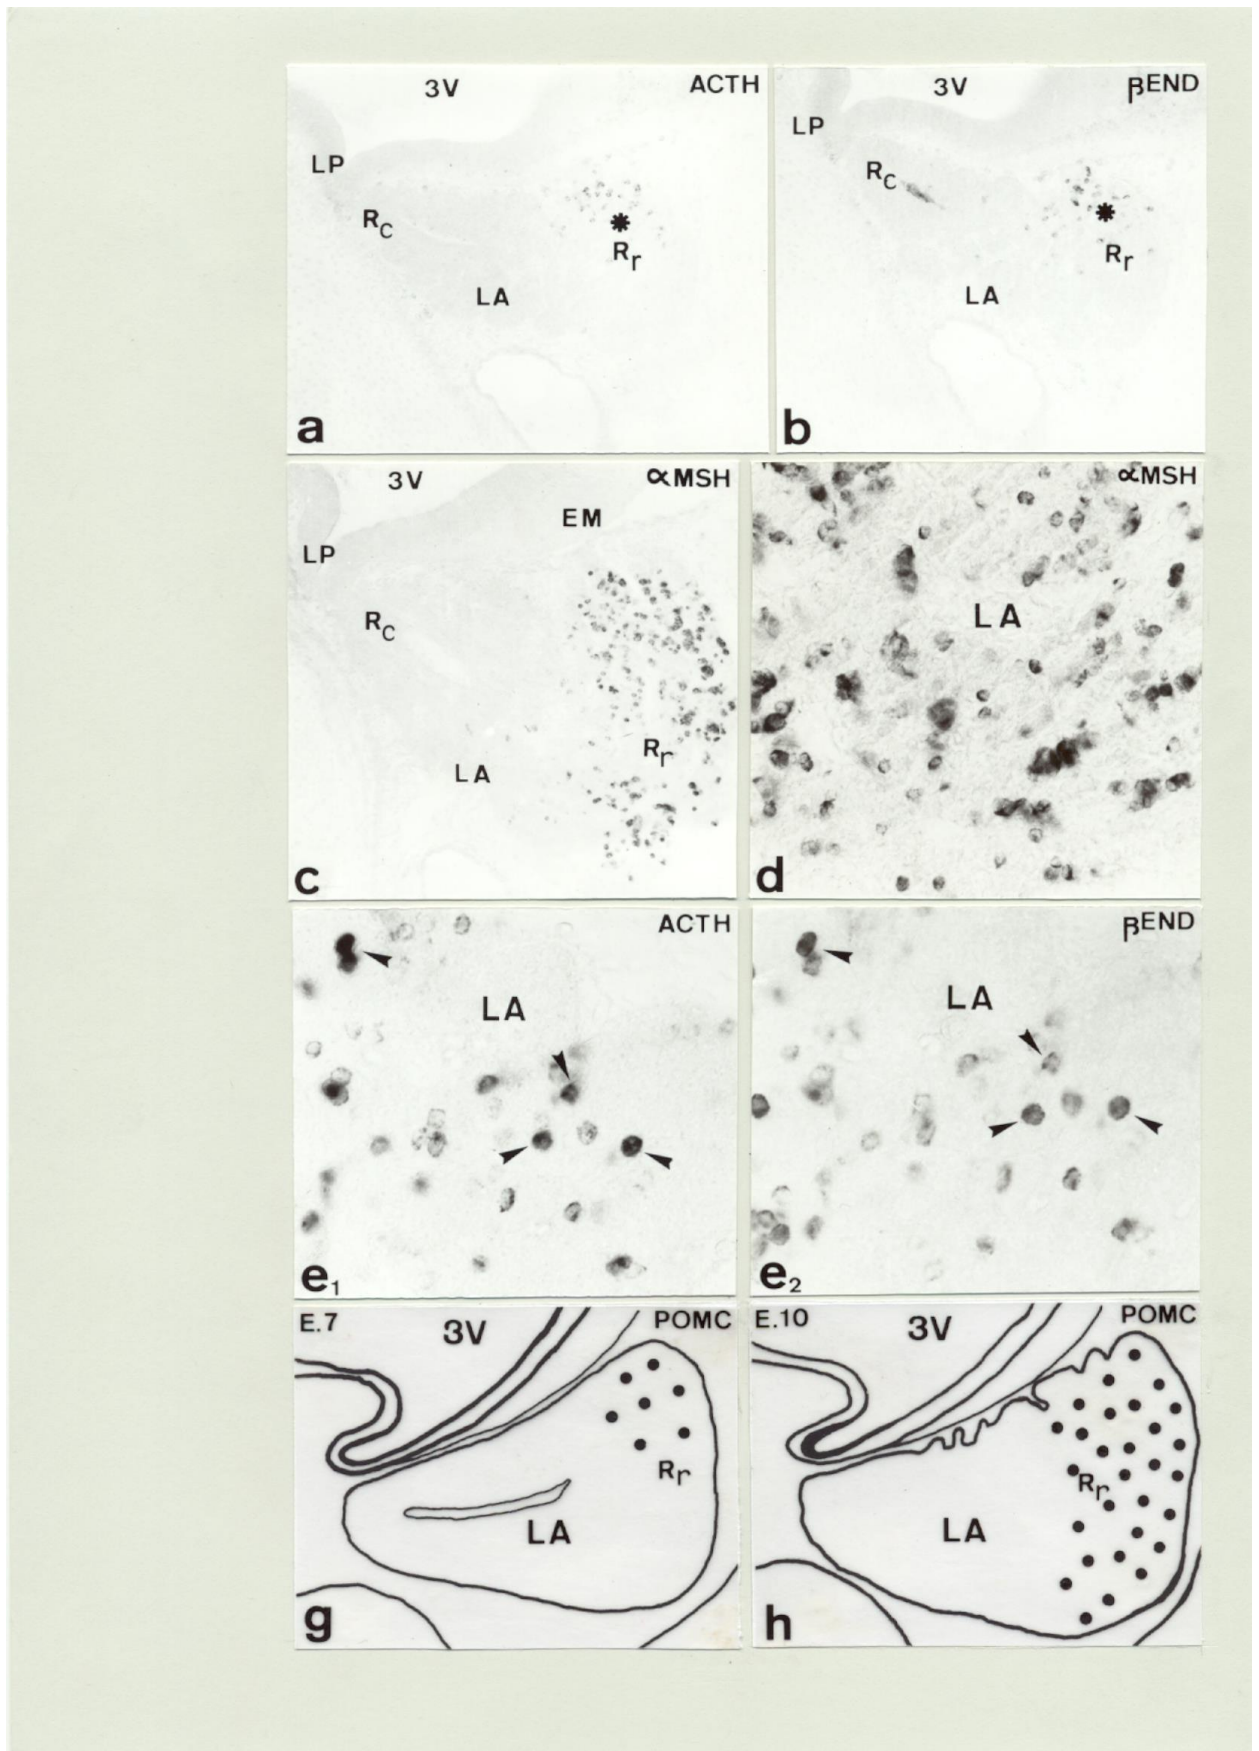 3V ACTH
LP
Rc
*
Rr
LA
a
3V βEND
LP
Rc
*
Rr
LA
b
3V αMSH
EM
LP
Rc
Rr
LA
c
αMSH
LA
d
ACTH
LA
e1
βEND
LA
e2
E.7 3V POMC
Rr
LA
g
E.10 3V POMC
Rr
LA
h